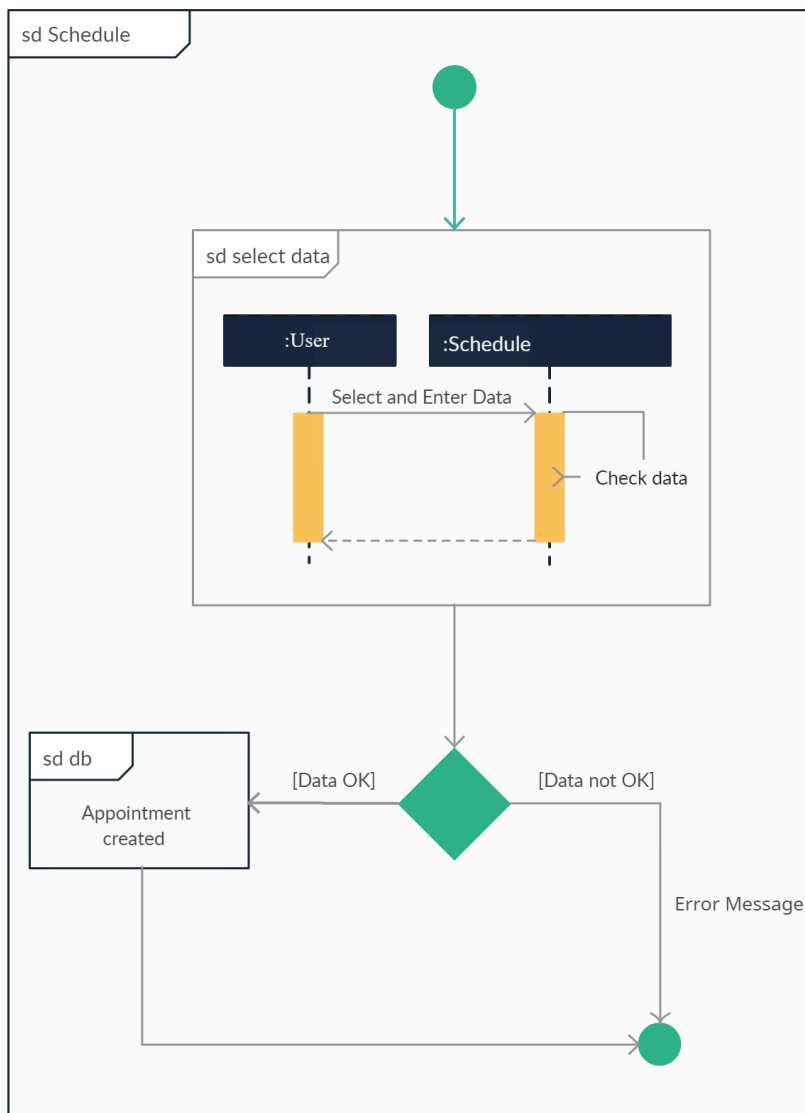 sd Schedule
sd select data
:User
:Schedule
Select and Enter Data
Check data
sd db
[Data OK]
[Data not OK]
Appointment
created
Error Message